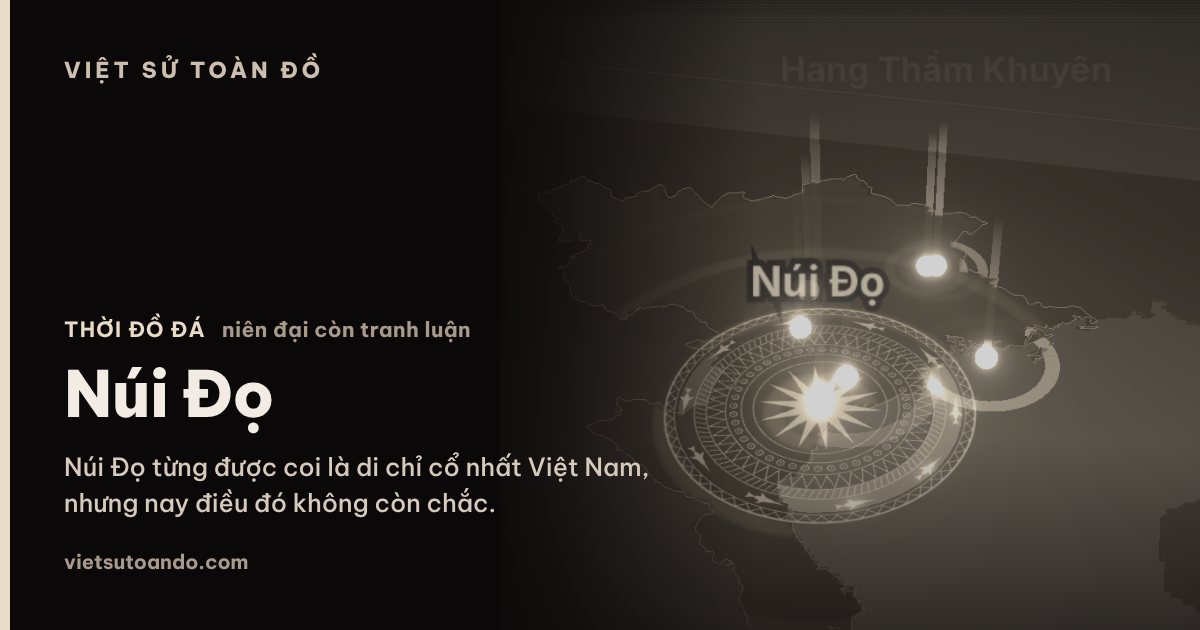 VIỆT SỬ TOÀN ĐỒ
Hang Thẩm Khuyên
Núi Đọ
THỜI ĐỒ ĐÁ niên đại còn tranh luận
Núi Đọ
Núi Đọ từng được coi là di chỉ cổ nhất Việt Nam,
nhưng nay điều đó không còn chắc.
vietsutoando.com